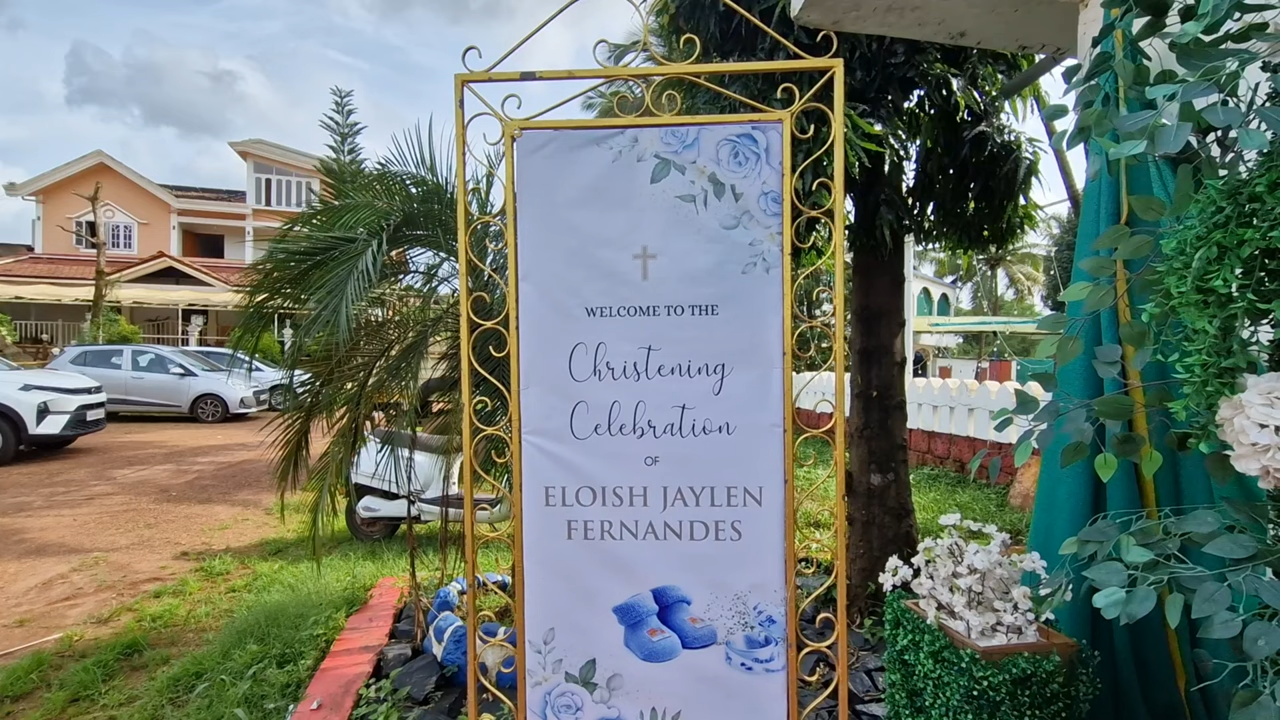 WELCOME TO THE
Christening
Celebration
OF
ELOISH JAYLEN
FERNANDES